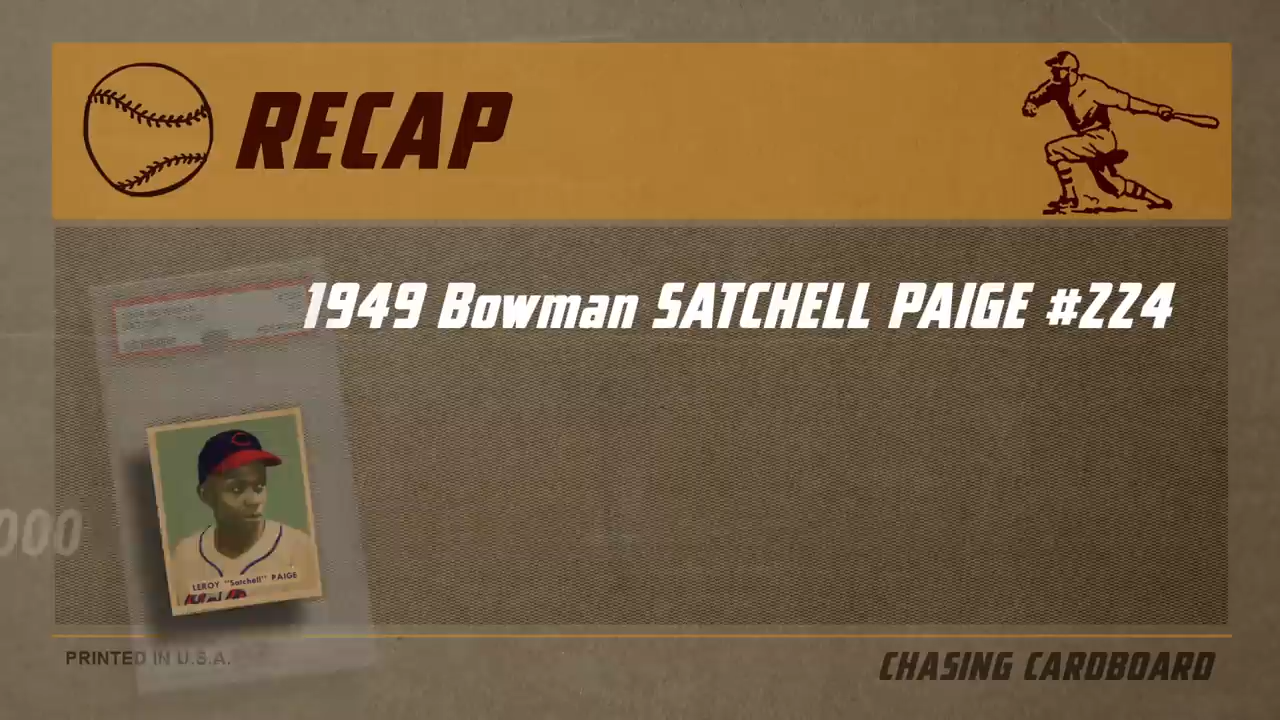 RECAP
1949 Bowman SATCHELL PAIGE #224
000
LEROY "Satchell" PAIGE
PRINTED IN U.S.A.
CHASING CARDBOARD